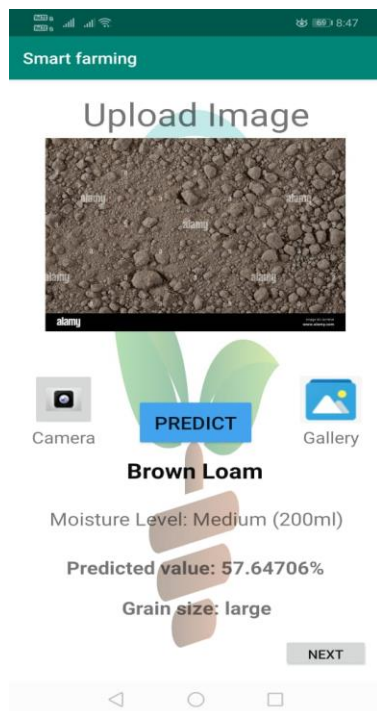 69 8:47
Smart farming
Upload Image
alamy
alamy
alamy
alamy
alamy
alamy
Camera
PREDICT
Gallery
Brown Loam
Moisture Level: Medium (200ml)
Predicted value: 57.64706%
Grain size: large
NEXT